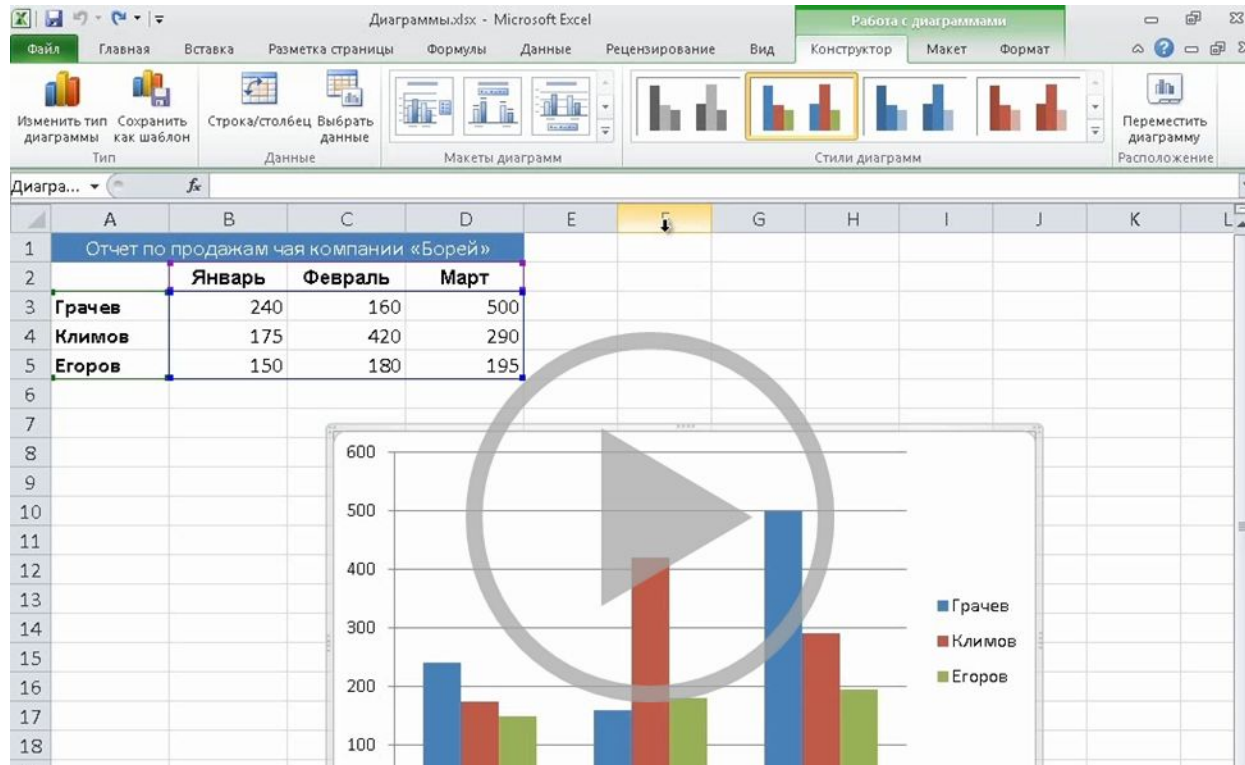 Диаграммы.xlsx - Microsoft Excel
Работа с диаграммами
Файл Главная Вставка Разметка страницы Формулы Данные Рецензирование Вид Конструктор Макет Формат
Изменить тип диаграммы Сохранить как шаблон Строка/столбец Выбрать данные Переместить диаграмму
Тип Данные Макеты диаграмм Стили диаграмм Расположение
Диагра... fx
A B C D E F G H I J K L
1 Отчет по продажам чая компании «Борей»
2 Январь Февраль Март
3 Грачев 240 160 500
4 Климов 175 420 290
5 Егоров 150 180 195
6
7
8 600
9
10 500
11
12 400
13 Грачев
14 300 Климов
15
16 200 Егоров
17
18 100